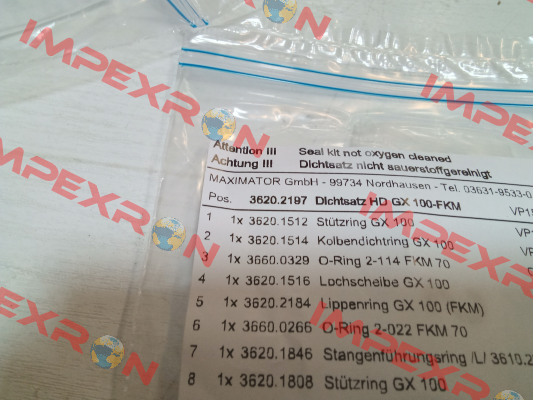 Attention III Seal kit not oxygen cleaned
Achtung III Dichtsatz nicht sauerstoffgereinigt
MAXIMATOR GmbH - 99734 Nordhausen - Tel. 03631-9533-0
Pos. 3620.2197 Dichtsatz HD GX 100-FKM
1 1x 3620.1512 Stützring GX 100
2 1x 3620.1514 Kolbendichtring GX 100
3 1x 3660.0329 O-Ring 2-114 FKM 70
4 1x 3620.1516 Lochscheibe GX 100
5 1x 3620.2184 Lippenring GX 100 (FKM)
6 1x 3660.0266 O-Ring 2-022 FKM 70
7 1x 3620.1846 Stangenführungsring /L/ 3610.2
8 1x 3620.1808 Stützring GX 100
IMPEXRON
IMPEXRON
IMPEXRON
IMPEXRON
IMPEXRON
IMPEXRON